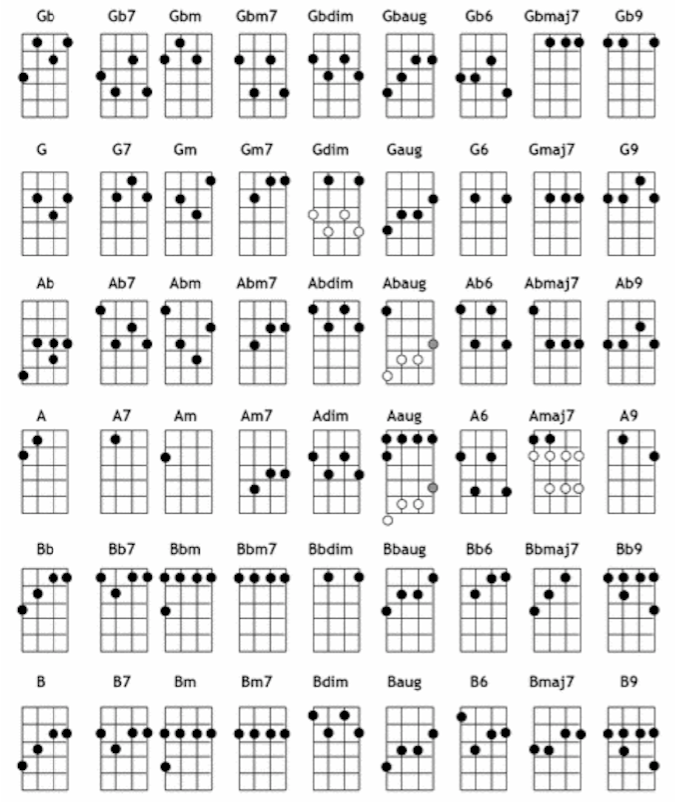 Gb Gb7 Gbm Gbm7 Gbdim Gbaug Gb6 Gbmaj7 Gb9
G G7 Gm Gm7 Gdim Gaug G6 Gmaj7 G9
Ab Ab7 Abm Abm7 Abdim Abaug Ab6 Abmaj7 Ab9
A A7 Am Am7 Adim Aaug A6 Amaj7 A9
Bb Bb7 Bbm Bbm7 Bbdim Bbaug Bb6 Bbmaj7 Bb9
B B7 Bm Bm7 Bdim Baug B6 Bmaj7 B9